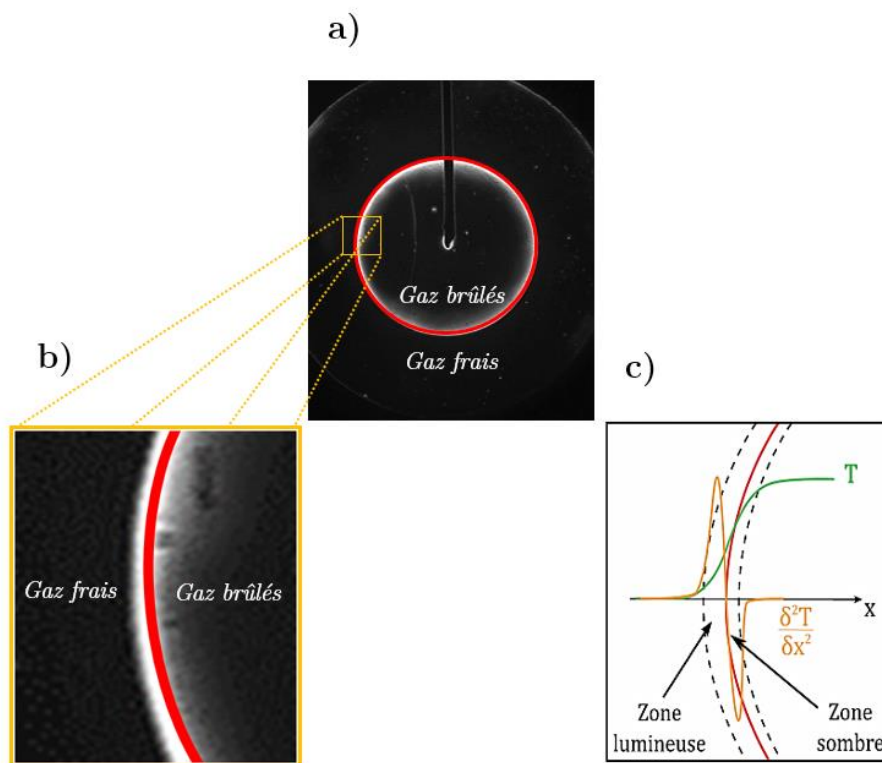 a)
Gaz brûlés
Gaz frais
b)
Gaz frais
Gaz brûlés
c)
T
x
δ²T
δx²
Zone
lumineuse
Zone
sombre